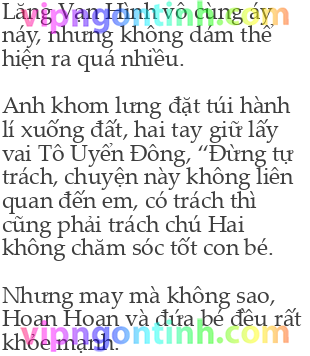 Lăng Vạn Hình vô cùng áy
náy, nhưng không dám thể
hiện ra quá nhiều.
Anh khom lưng đặt túi hành
lí xuống đất, hai tay giữ lấy
vai Tô Uyển Đông, “Đừng tự
trách, chuyện này không liên
quan đến em, có trách thì
cũng phải trách chú Hai
không chăm sóc tốt con bé.
Nhưng may mà không sao,
Hoan Hoan và đứa bé đều rất
khỏe mạnh.
vipngontinh.com
vipngontinh.com